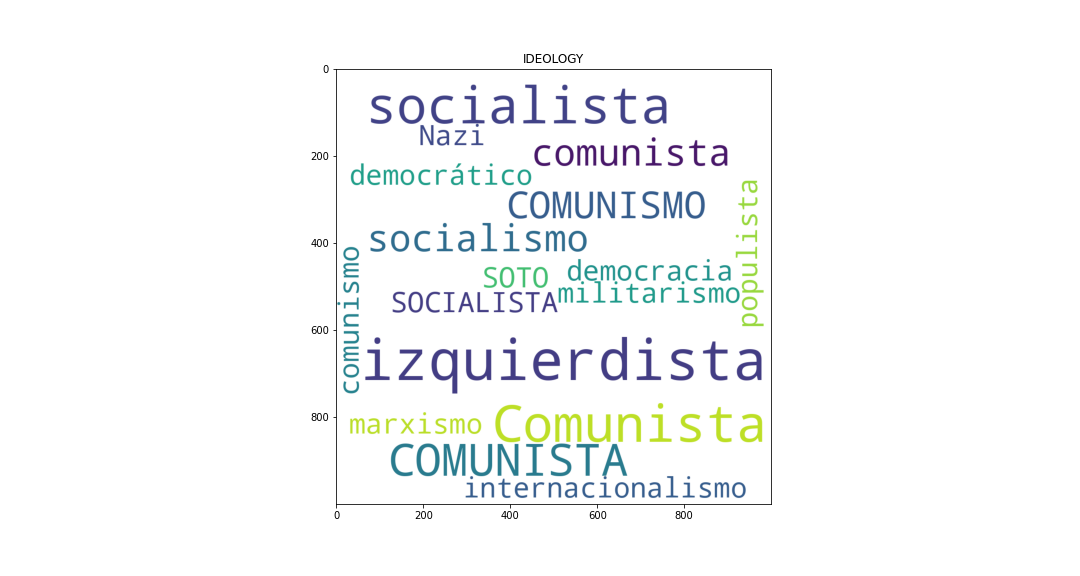 IDEOLOGY
0
socialista
Nazi
comunista
200
democrático
populista
COMUNISMO
socialismo
400
comunismo
democracia
SOTO
militarismo
SOCIALISTA
600
izquierdista
Comunista
800
marxismo
COMUNISTA
internacionalismo
0 200 400 600 800